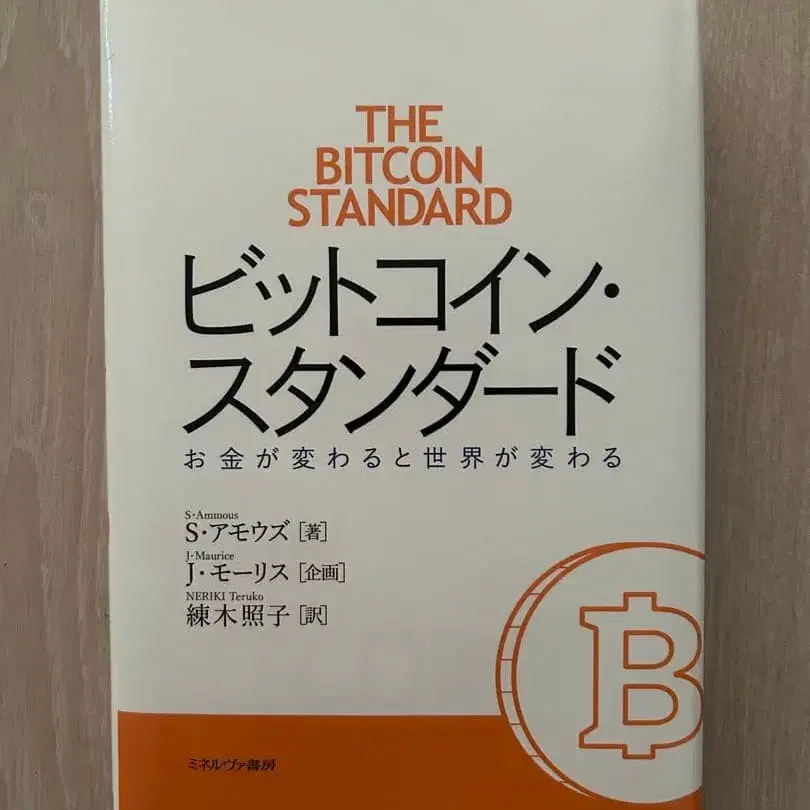 THE
BITCOIN
STANDARD
ビットコイン・
スタンダード
お金が変わると世界が変わる
S・Ammous
S・アモウズ［著］
J・Maurice
J・モーリス［企画］
NERIKI Teruko
練木照子［訳］
B
ミネルヴァ書房